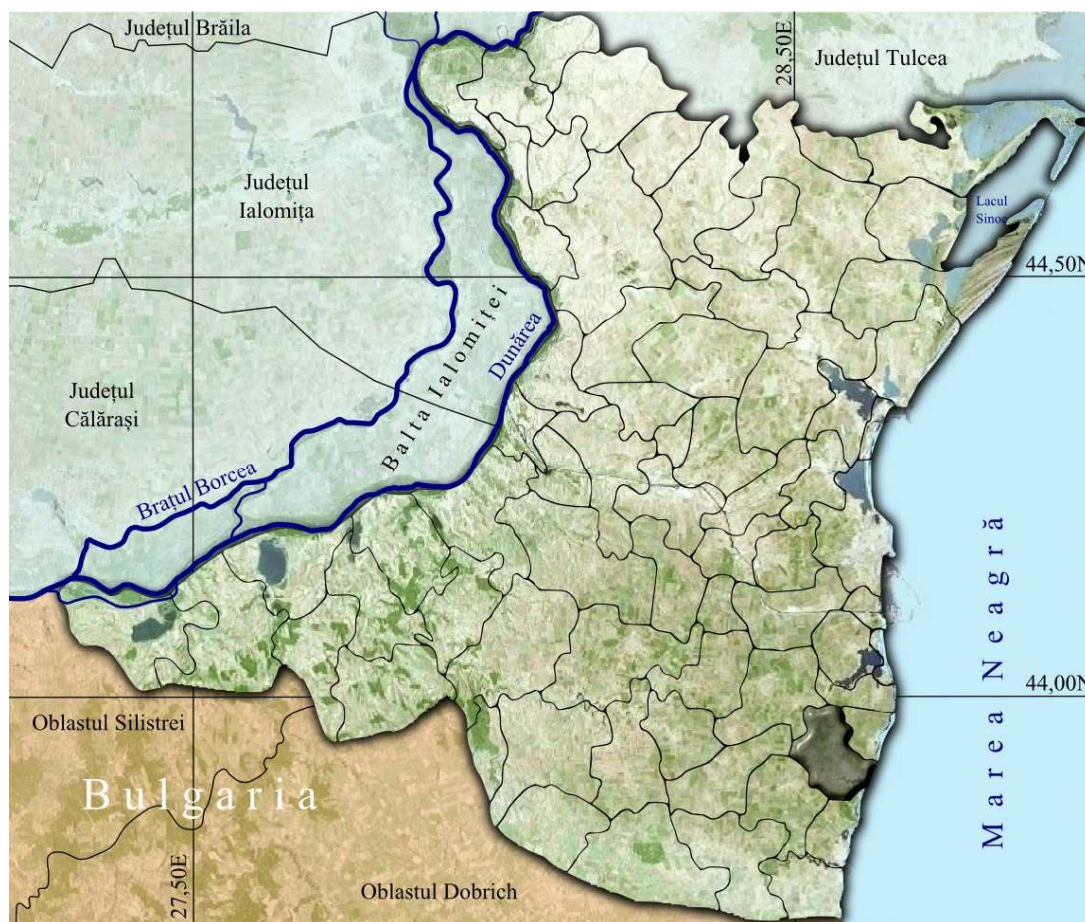 Județul Brăila
28,50E
Județul Tulcea
Județul
Ialomița
Lacul
Sinoe
44,50N
Balta Ialomiței
Dunărea
Județul
Călărași
Brațul Borcea
Marea Neagră
44,00N
Oblastul Silistrei
Bulgaria
27,50E
Oblastul Dobrich